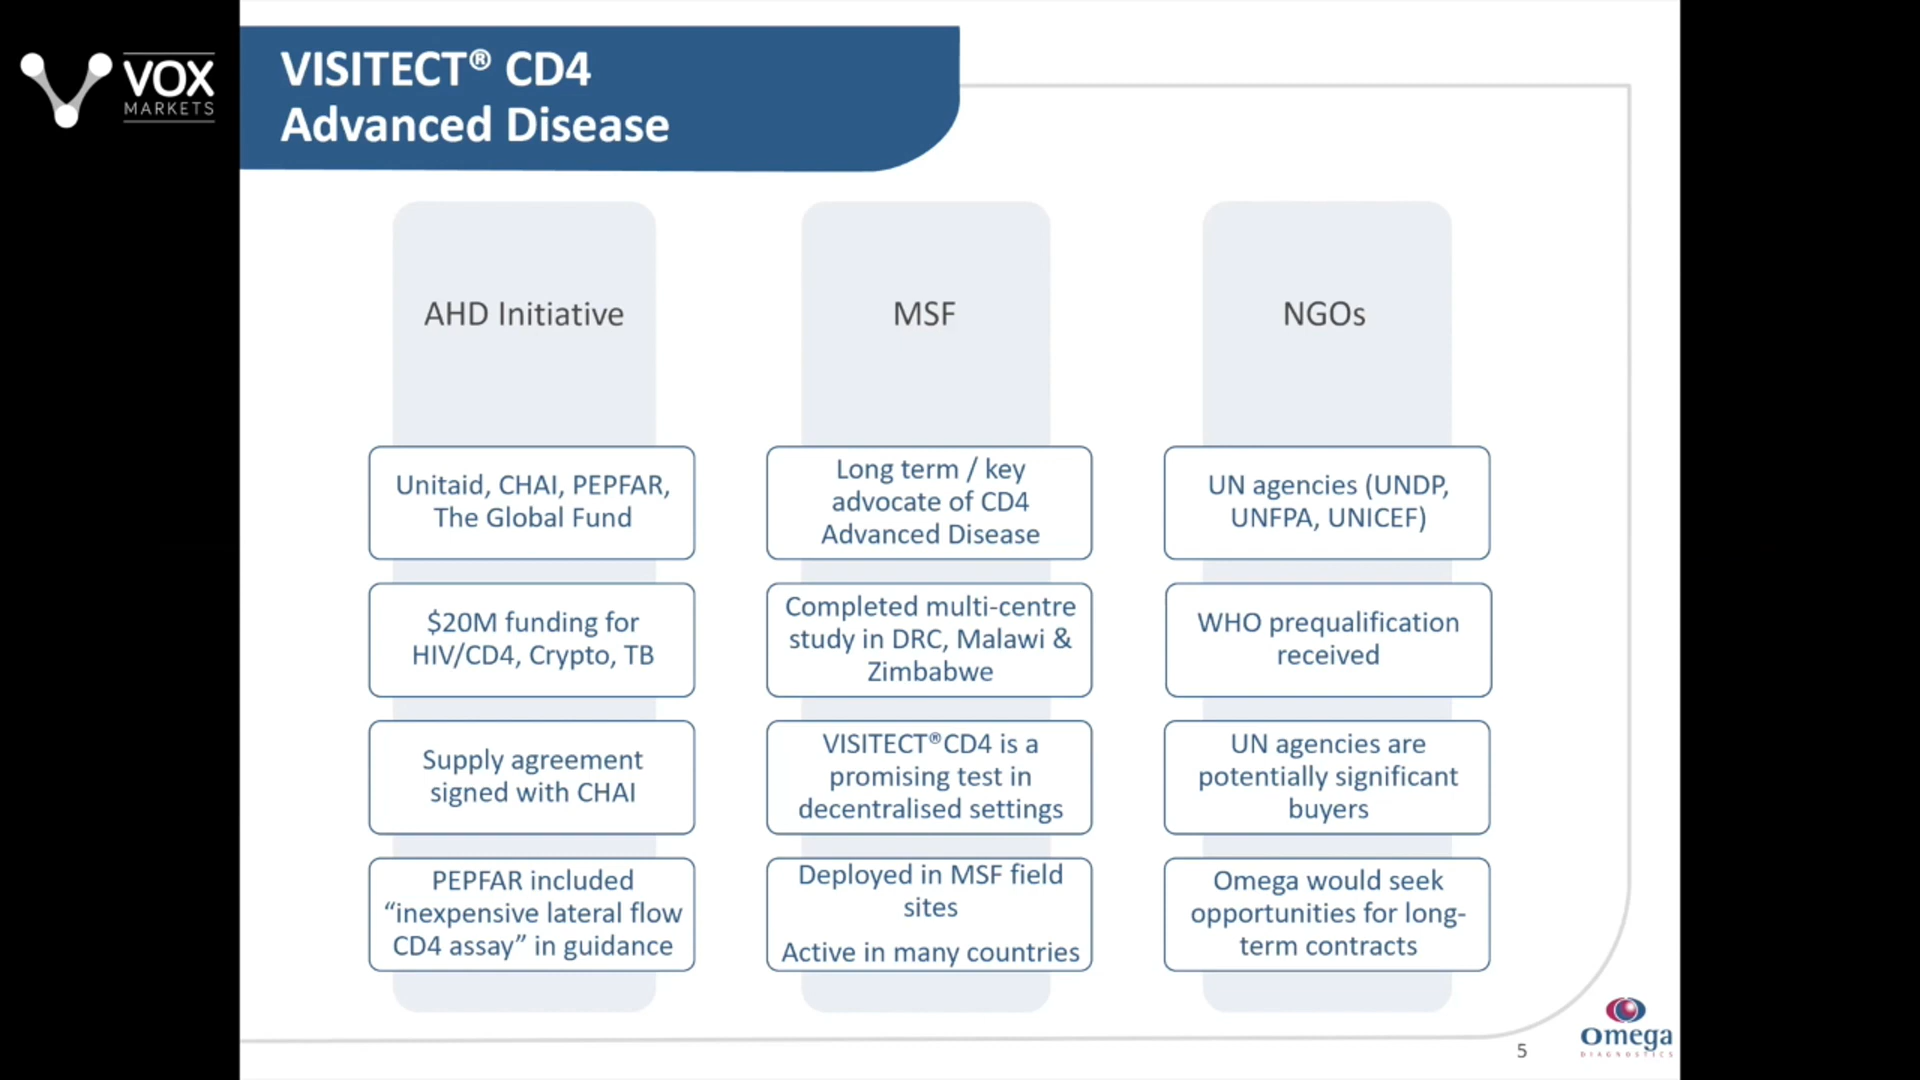 VOX
MARKETS
VISITECT® CD4
Advanced Disease
AHD Initiative
Unitaid, CHAI, PEPFAR,
The Global Fund
$20M funding for
HIV/CD4, Crypto, TB
Supply agreement
signed with CHAI
PEPFAR included
“inexpensive lateral flow
CD4 assay” in guidance
MSF
Long term / key
advocate of CD4
Advanced Disease
Completed multi-centre
study in DRC, Malawi &
Zimbabwe
VISITECT®CD4 is a
promising test in
decentralised settings
Deployed in MSF field
sites
Active in many countries
NGOs
UN agencies (UNDP,
UNFPA, UNICEF)
WHO prequalification
received
UN agencies are
potentially significant
buyers
Omega would seek
opportunities for long-
term contracts
5
Omega
DIAGNOSTICS